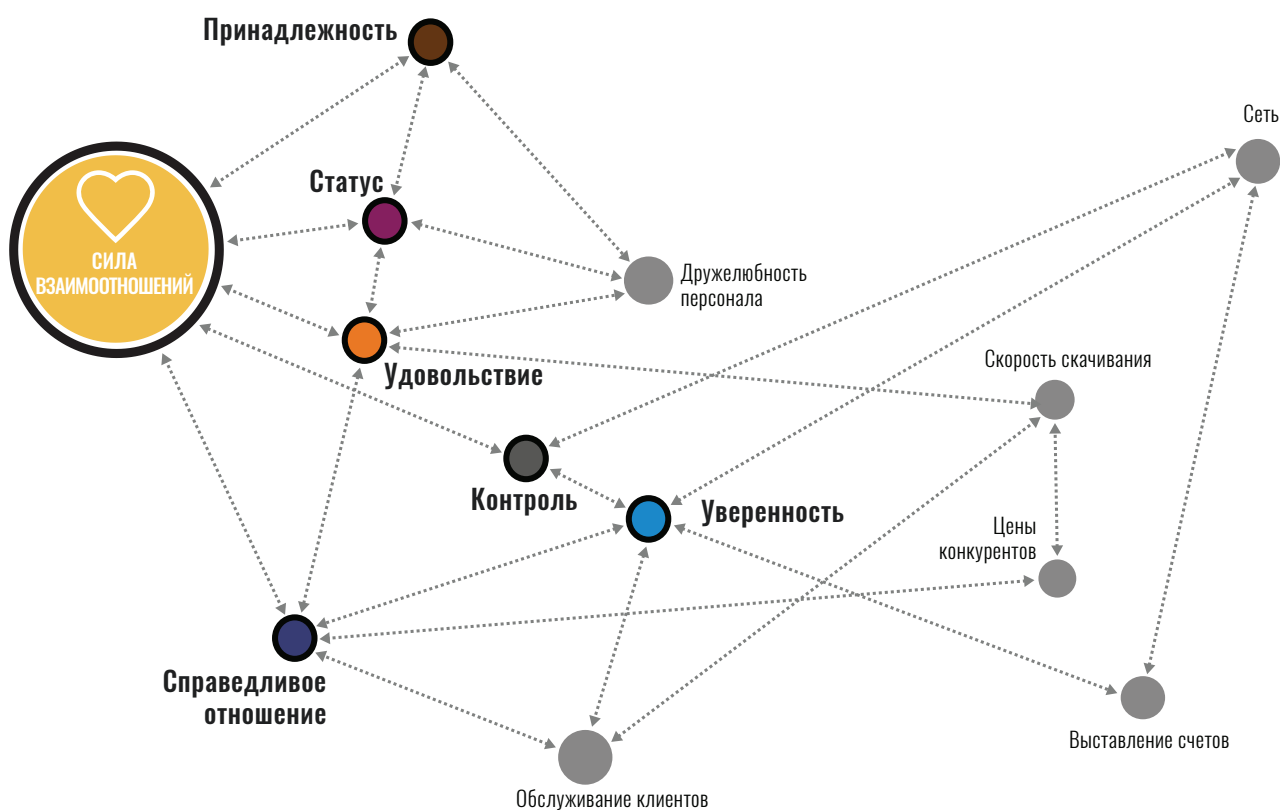 Принадлежность
Сеть
Статус
СИЛА
ВЗАИМООТНОШЕНИЙ
Дружелюбность
персонала
Скорость скачивания
Удовольствие
Контроль
Уверенность
Цены
конкурентов
Справедливое
отношение
Выставление счетов
Обслуживание клиентов